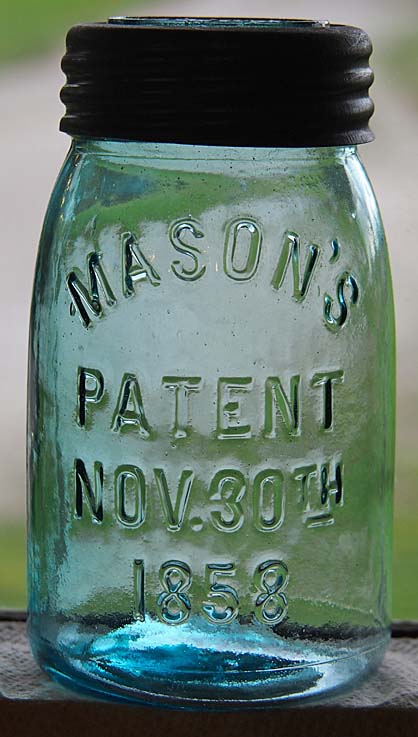 MASON'S
PATENT
NOV. 30TH
1858